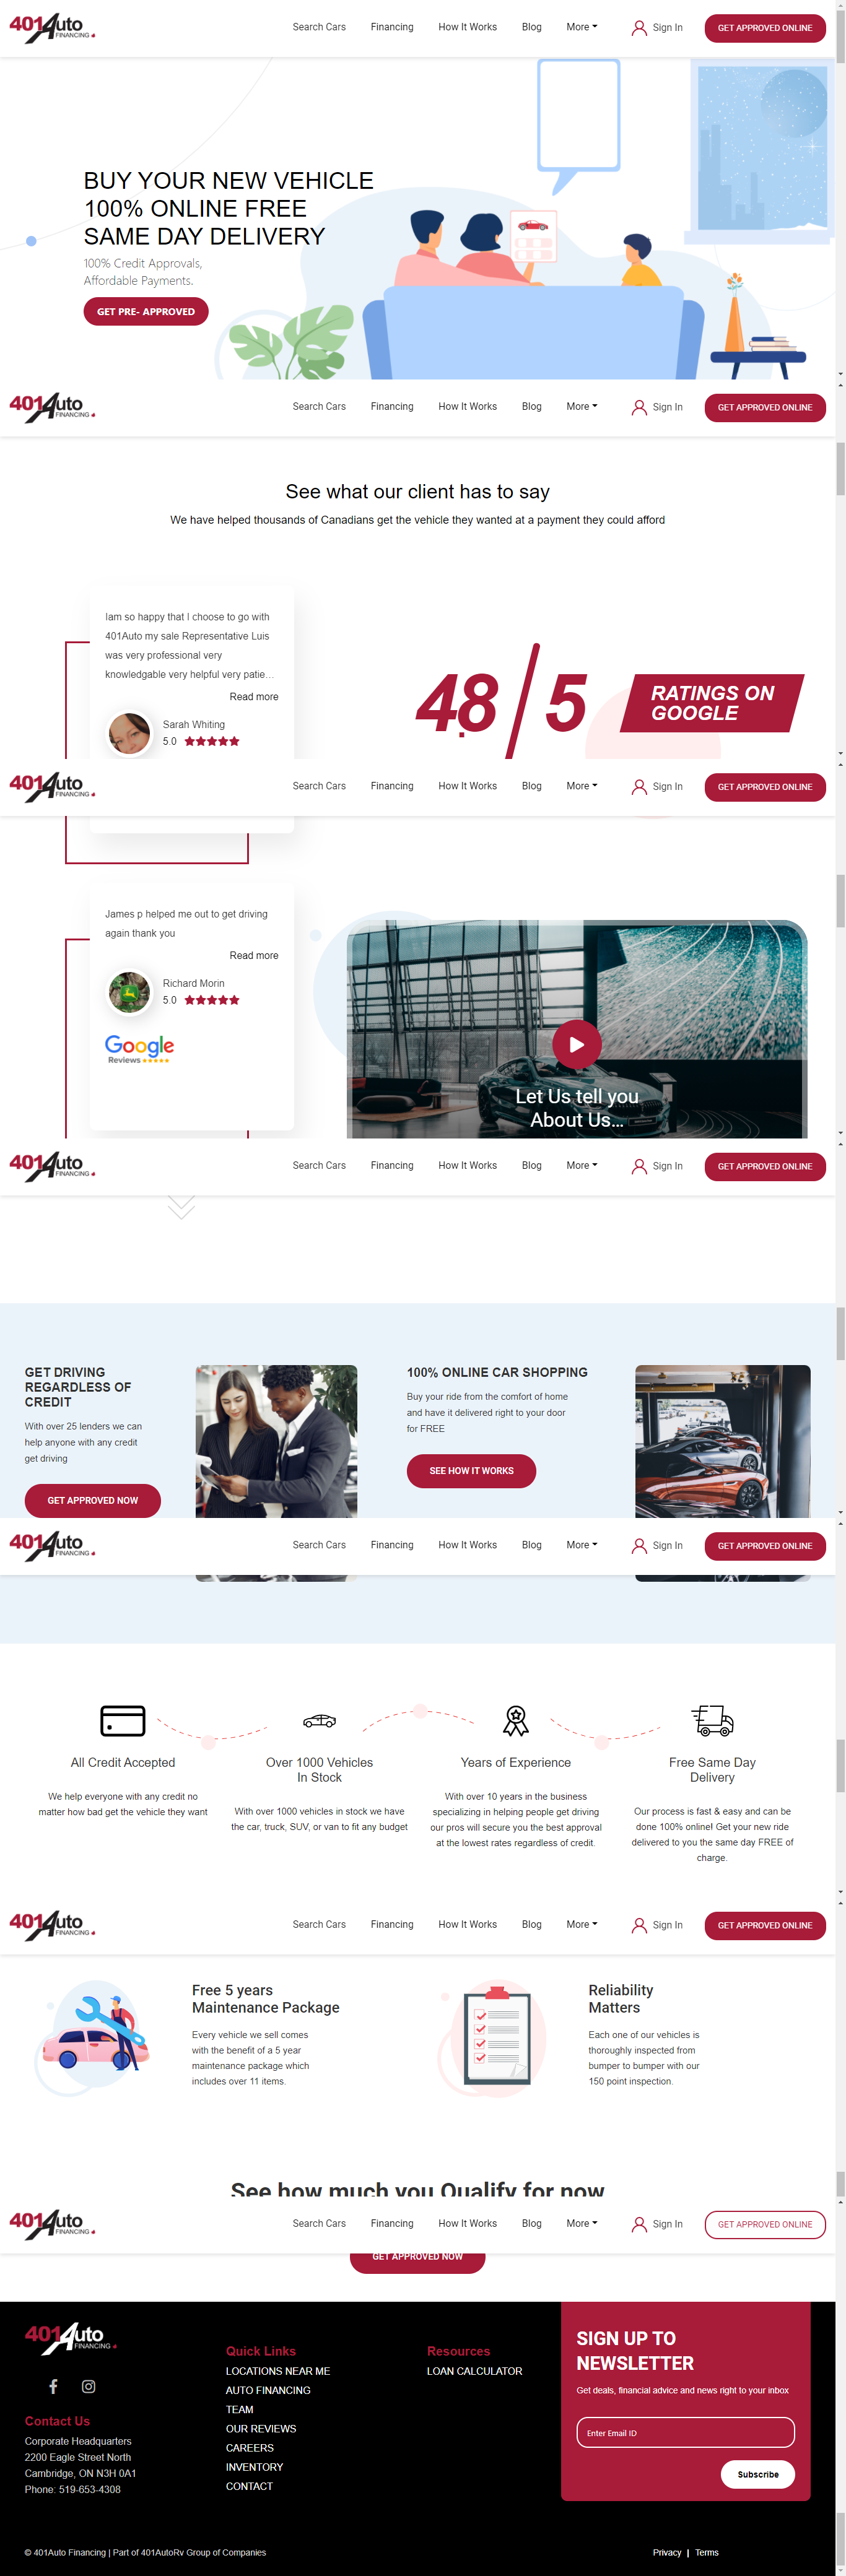 401Auto
FINANCING
Search Cars
Financing
How It Works
Blog
More
Sign In
GET APPROVED ONLINE
BUY YOUR NEW VEHICLE
100% ONLINE FREE
SAME DAY DELIVERY
100% Credit Approvals,
Affordable Payments.
GET PRE- APPROVED
401Auto
FINANCING
Search Cars
Financing
How It Works
Blog
More
Sign In
GET APPROVED ONLINE
See what our client has to say
We have helped thousands of Canadians get the vehicle they wanted at a payment they could afford
Iam so happy that I choose to go with
401Auto my sale Representative Luis
was very professional very
knowledgable very helpful very patie...
Read more
Sarah Whiting
5.0
4.8/5
RATINGS ON
GOOGLE
401Auto
FINANCING
Search Cars
Financing
How It Works
Blog
More
Sign In
GET APPROVED ONLINE
James p helped me out to get driving
again thank you
Read more
Richard Morin
5.0
Google
Reviews
Let Us tell you
About Us...
401Auto
FINANCING
Search Cars
Financing
How It Works
Blog
More
Sign In
GET APPROVED ONLINE
GET DRIVING
REGARDLESS OF
CREDIT
With over 25 lenders we can
help anyone with any credit
get driving
GET APPROVED NOW
100% ONLINE CAR SHOPPING
Buy your ride from the comfort of home
and have it delivered right to your door
for FREE
SEE HOW IT WORKS
401Auto
FINANCING
Search Cars
Financing
How It Works
Blog
More
Sign In
GET APPROVED ONLINE
All Credit Accepted
We help everyone with any credit no
matter how bad get the vehicle they want
Over 1000 Vehicles
In Stock
With over 1000 vehicles in stock we have
the car, truck, SUV, or van to fit any budget
Years of Experience
With over 10 years in the business
specializing in helping people get driving
our pros will secure you the best approval
at the lowest rates regardless of credit.
Free Same Day
Delivery
Our process is fast & easy and can be
done 100% online! Get your new ride
delivered to you the same day FREE of
charge.
401Auto
FINANCING
Search Cars
Financing
How It Works
Blog
More
Sign In
GET APPROVED ONLINE
Free 5 years
Maintenance Package
Every vehicle we sell comes
with the benefit of a 5 year
maintenance package which
includes over 11 items.
Reliability
Matters
Each one of our vehicles is
thoroughly inspected from
bumper to bumper with our
150 point inspection.
See how much you Qualify for now
401Auto
FINANCING
Search Cars
Financing
How It Works
Blog
More
Sign In
GET APPROVED ONLINE
GET APPROVED NOW
401Auto
FINANCING
Contact Us
Corporate Headquarters
2200 Eagle Street North
Cambridge, ON N3H 0A1
Phone: 519-653-4308
Quick Links
LOCATIONS NEAR ME
AUTO FINANCING
TEAM
OUR REVIEWS
CAREERS
INVENTORY
CONTACT
Resources
LOAN CALCULATOR
SIGN UP TO
NEWSLETTER
Get deals, financial advice and news right to your inbox
Enter Email ID
Subscribe
© 401Auto Financing | Part of 401AutoRv Group of Companies
Privacy | Terms